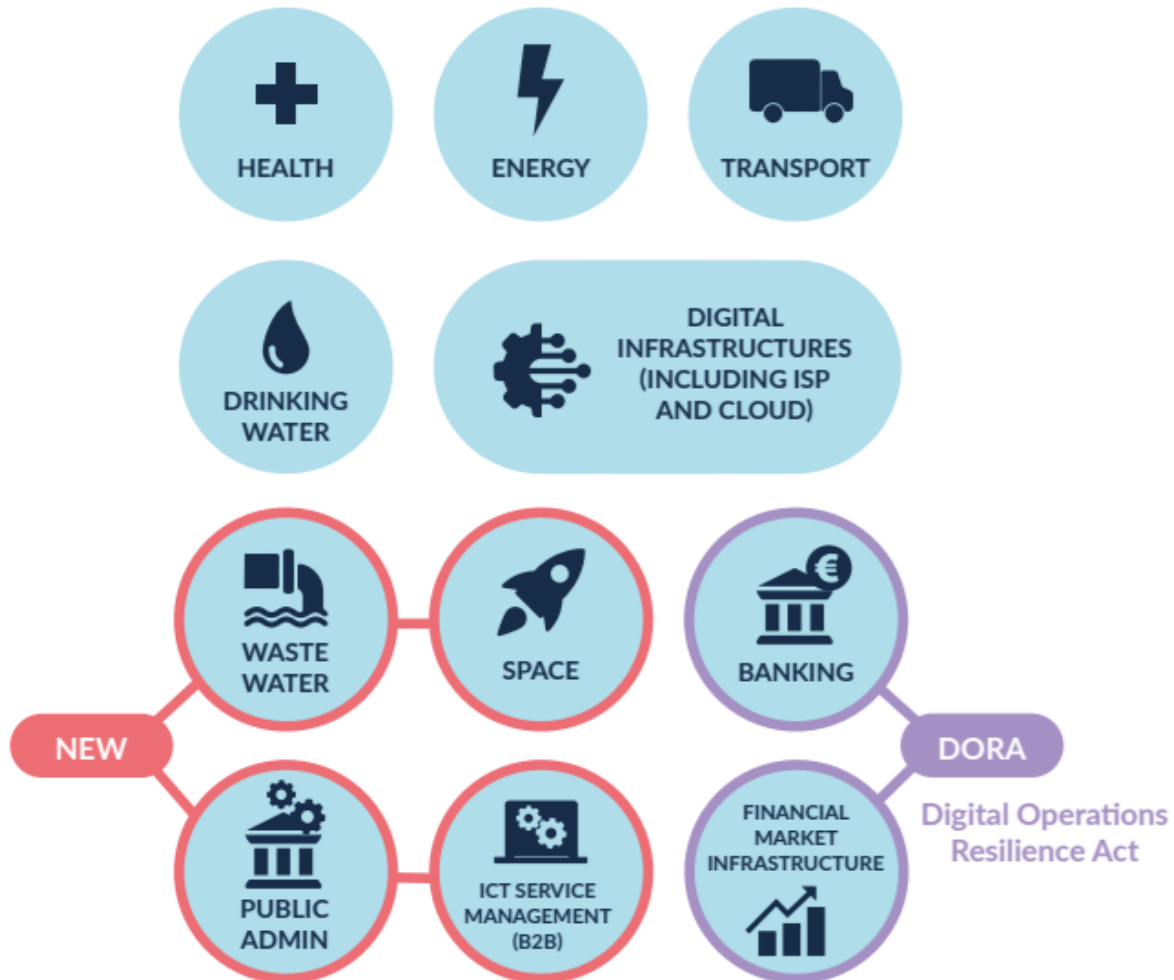 HEALTH
ENERGY
TRANSPORT
DRINKING
WATER
DIGITAL
INFRASTRUCTURES
(INCLUDING ISP
AND CLOUD)
WASTE
WATER
SPACE
€
BANKING
NEW
DORA
Digital Operations
Resilience Act
PUBLIC
ADMIN
ICT SERVICE
MANAGEMENT
(B2B)
FINANCIAL
MARKET
INFRASTRUCTURE